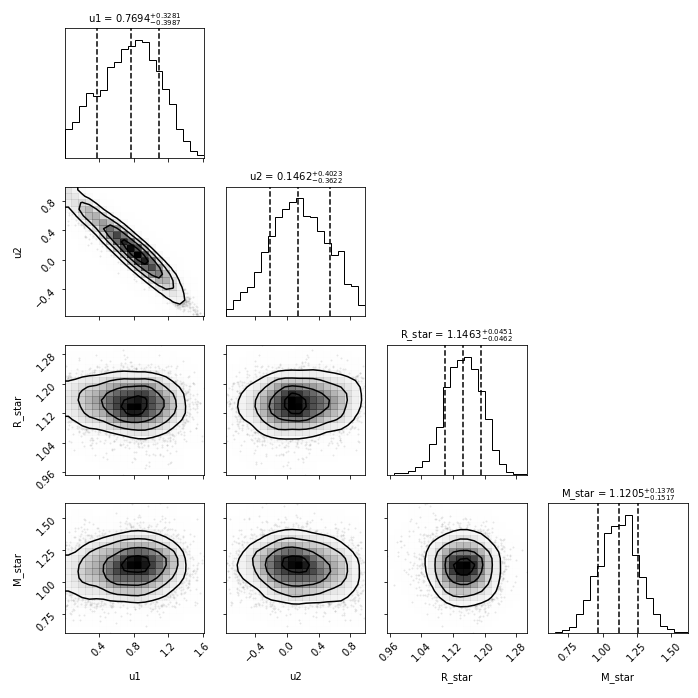 u1 = 0.7694+0.3281−0.3987
u2 = 0.1462+0.4023−0.3622
0.8
0.4
0.0
−0.4
u2
R_star = 1.1463+0.0451−0.0462
1.28
1.20
1.12
1.04
0.96
R_star
M_star = 1.1205+0.1376−0.1517
1.50
1.25
1.00
0.75
M_star
0.4 0.8 1.2 1.6
u1
−0.4 0.0 0.4 0.8
u2
0.96 1.04 1.12 1.20 1.28
R_star
0.75 1.00 1.25 1.50
M_star